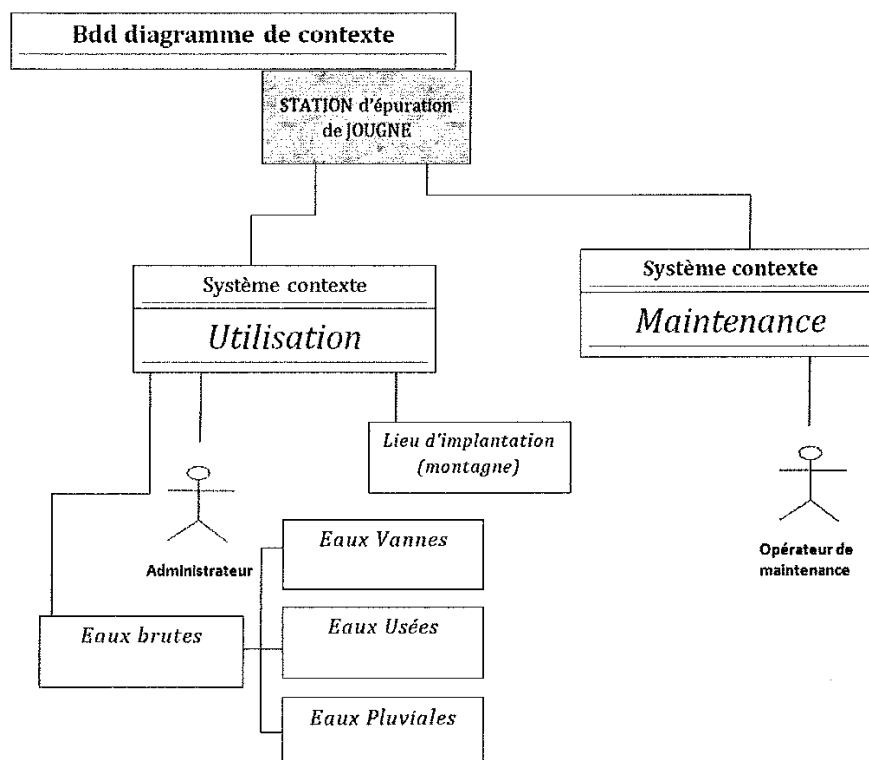 Bdd diagramme de contexte
STATION d'épuration
de JOUGNE
Système contexte
Utilisation
Système contexte
Maintenance
Lieu d'implantation
(montagne)
Administrateur
Opérateur de
maintenance
Eaux Vannes
Eaux brutes
Eaux Usées
Eaux Pluviales